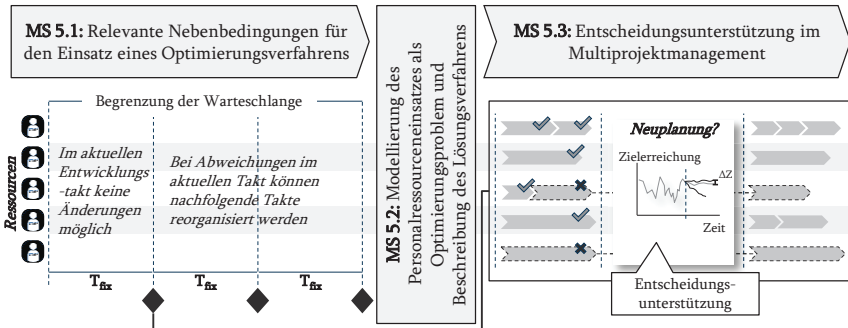 MS 5.1: Relevante Nebenbedingungen für
den Einsatz eines Optimierungsverfahrens
Begrenzung der Warteschlange
Ressourcen
Im aktuellen
Entwicklungs
-takt keine
Änderungen
möglich
Bei Abweichungen im
aktuellen Takt können
nachfolgende Takte
reorganisiert werden
Tfix
Tfix
Tfix
MS 5.2: Modellierung des
Personalressourceneinsatzes als
Optimierungsproblem und
Beschreibung des Lösungsverfahrens
MS 5.3: Entscheidungsunterstützung im
Multiprojektmanagement
Neuplanung?
Zielerreichung
ΔZ
Zeit
Entscheidungs-
unterstützung